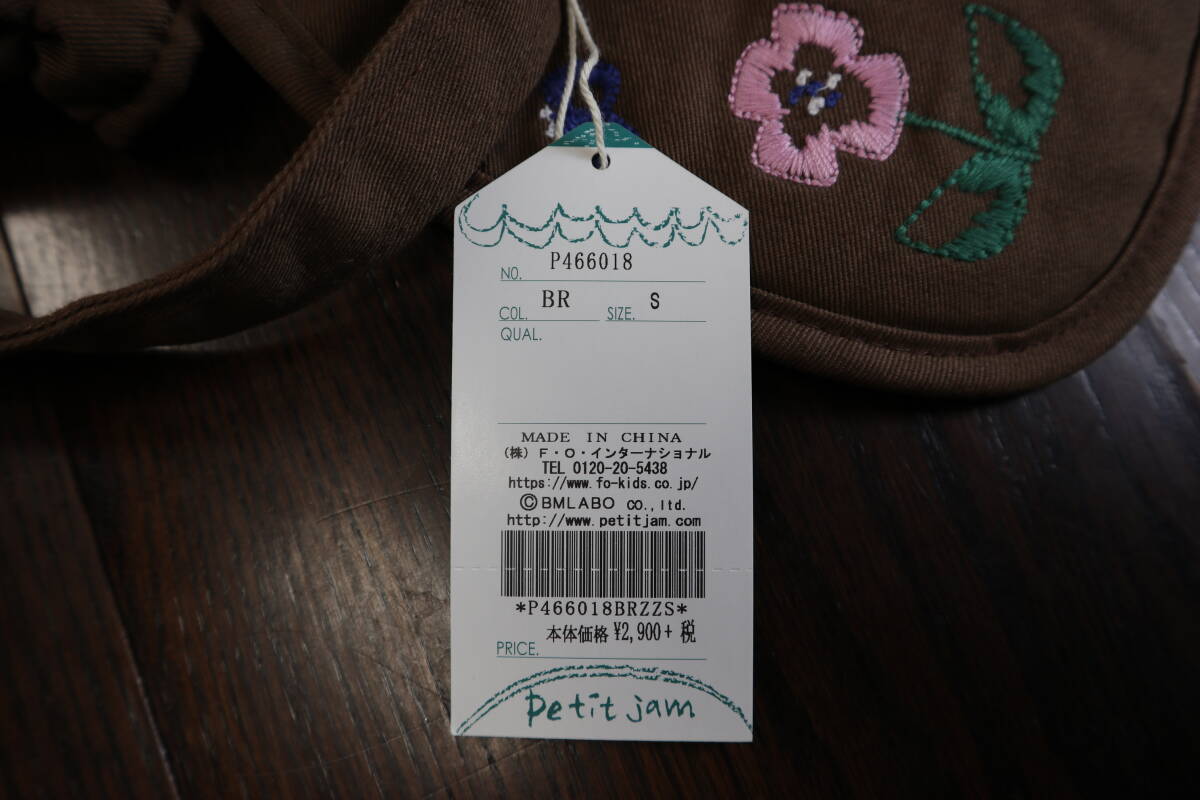 NO. P466018
COL. BR SIZE. S
QUAL.
MADE IN CHINA
(株) F・O・インターナショナル
TEL 0120-20-5438
https://www.fo-kids.co.jp/
©BMLABO CO., ltd.
http://www.petitjam.com
*P466018BRZZS*
本体価格 ¥2,900+ 税
PRICE.
petit jam